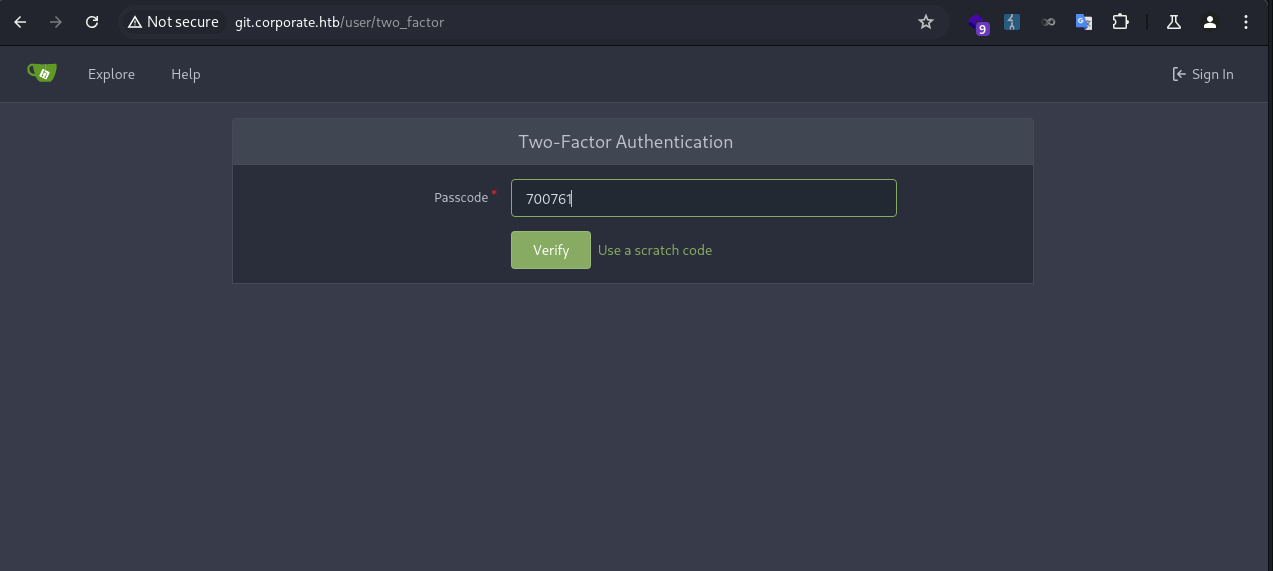 Not secure git.corporate.htb/user/two_factor 9
Explore Help Sign In
Two-Factor Authentication
Passcode * 700761
Verify Use a scratch code